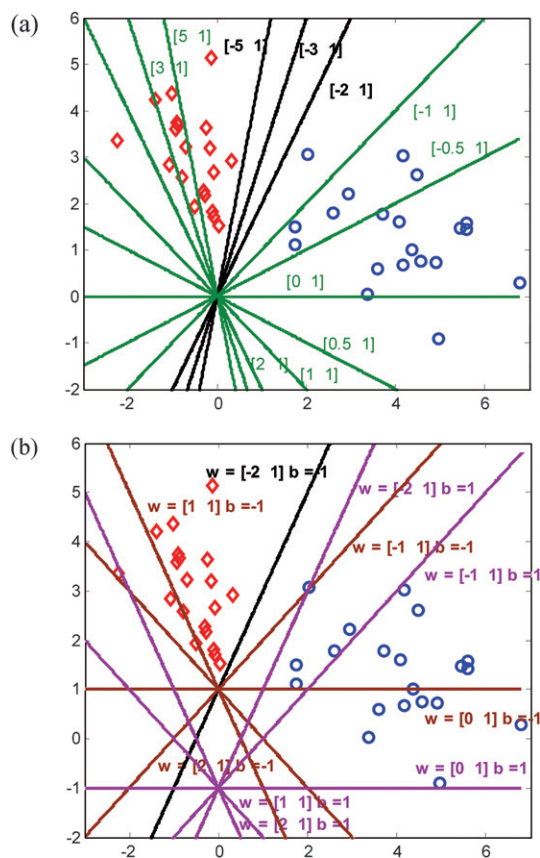 (a)
6
5
4
3
2
1
0
-1
-2
[5 1]
[3 1]
[-5 1]
[-3 1]
[-2 1]
[-1 1]
[-0.5 1]
[0 1]
[0.5 1]
[2 1]
[1 1]
-2 0 2 4 6
(b)
6
5
4
3
2
1
0
-1
-2
w = [-2 1] b =-1
w = [1 1] b =-1
w = [-2 1] b =1
w = [-1 1] b =-1
w = [-1 1] b =1
w = [0 1] b =-1
w = [2 1] b =-1
w = [0 1] b =1
w = [1 1] b =1
w = [2 1] b =1
-2 0 2 4 6